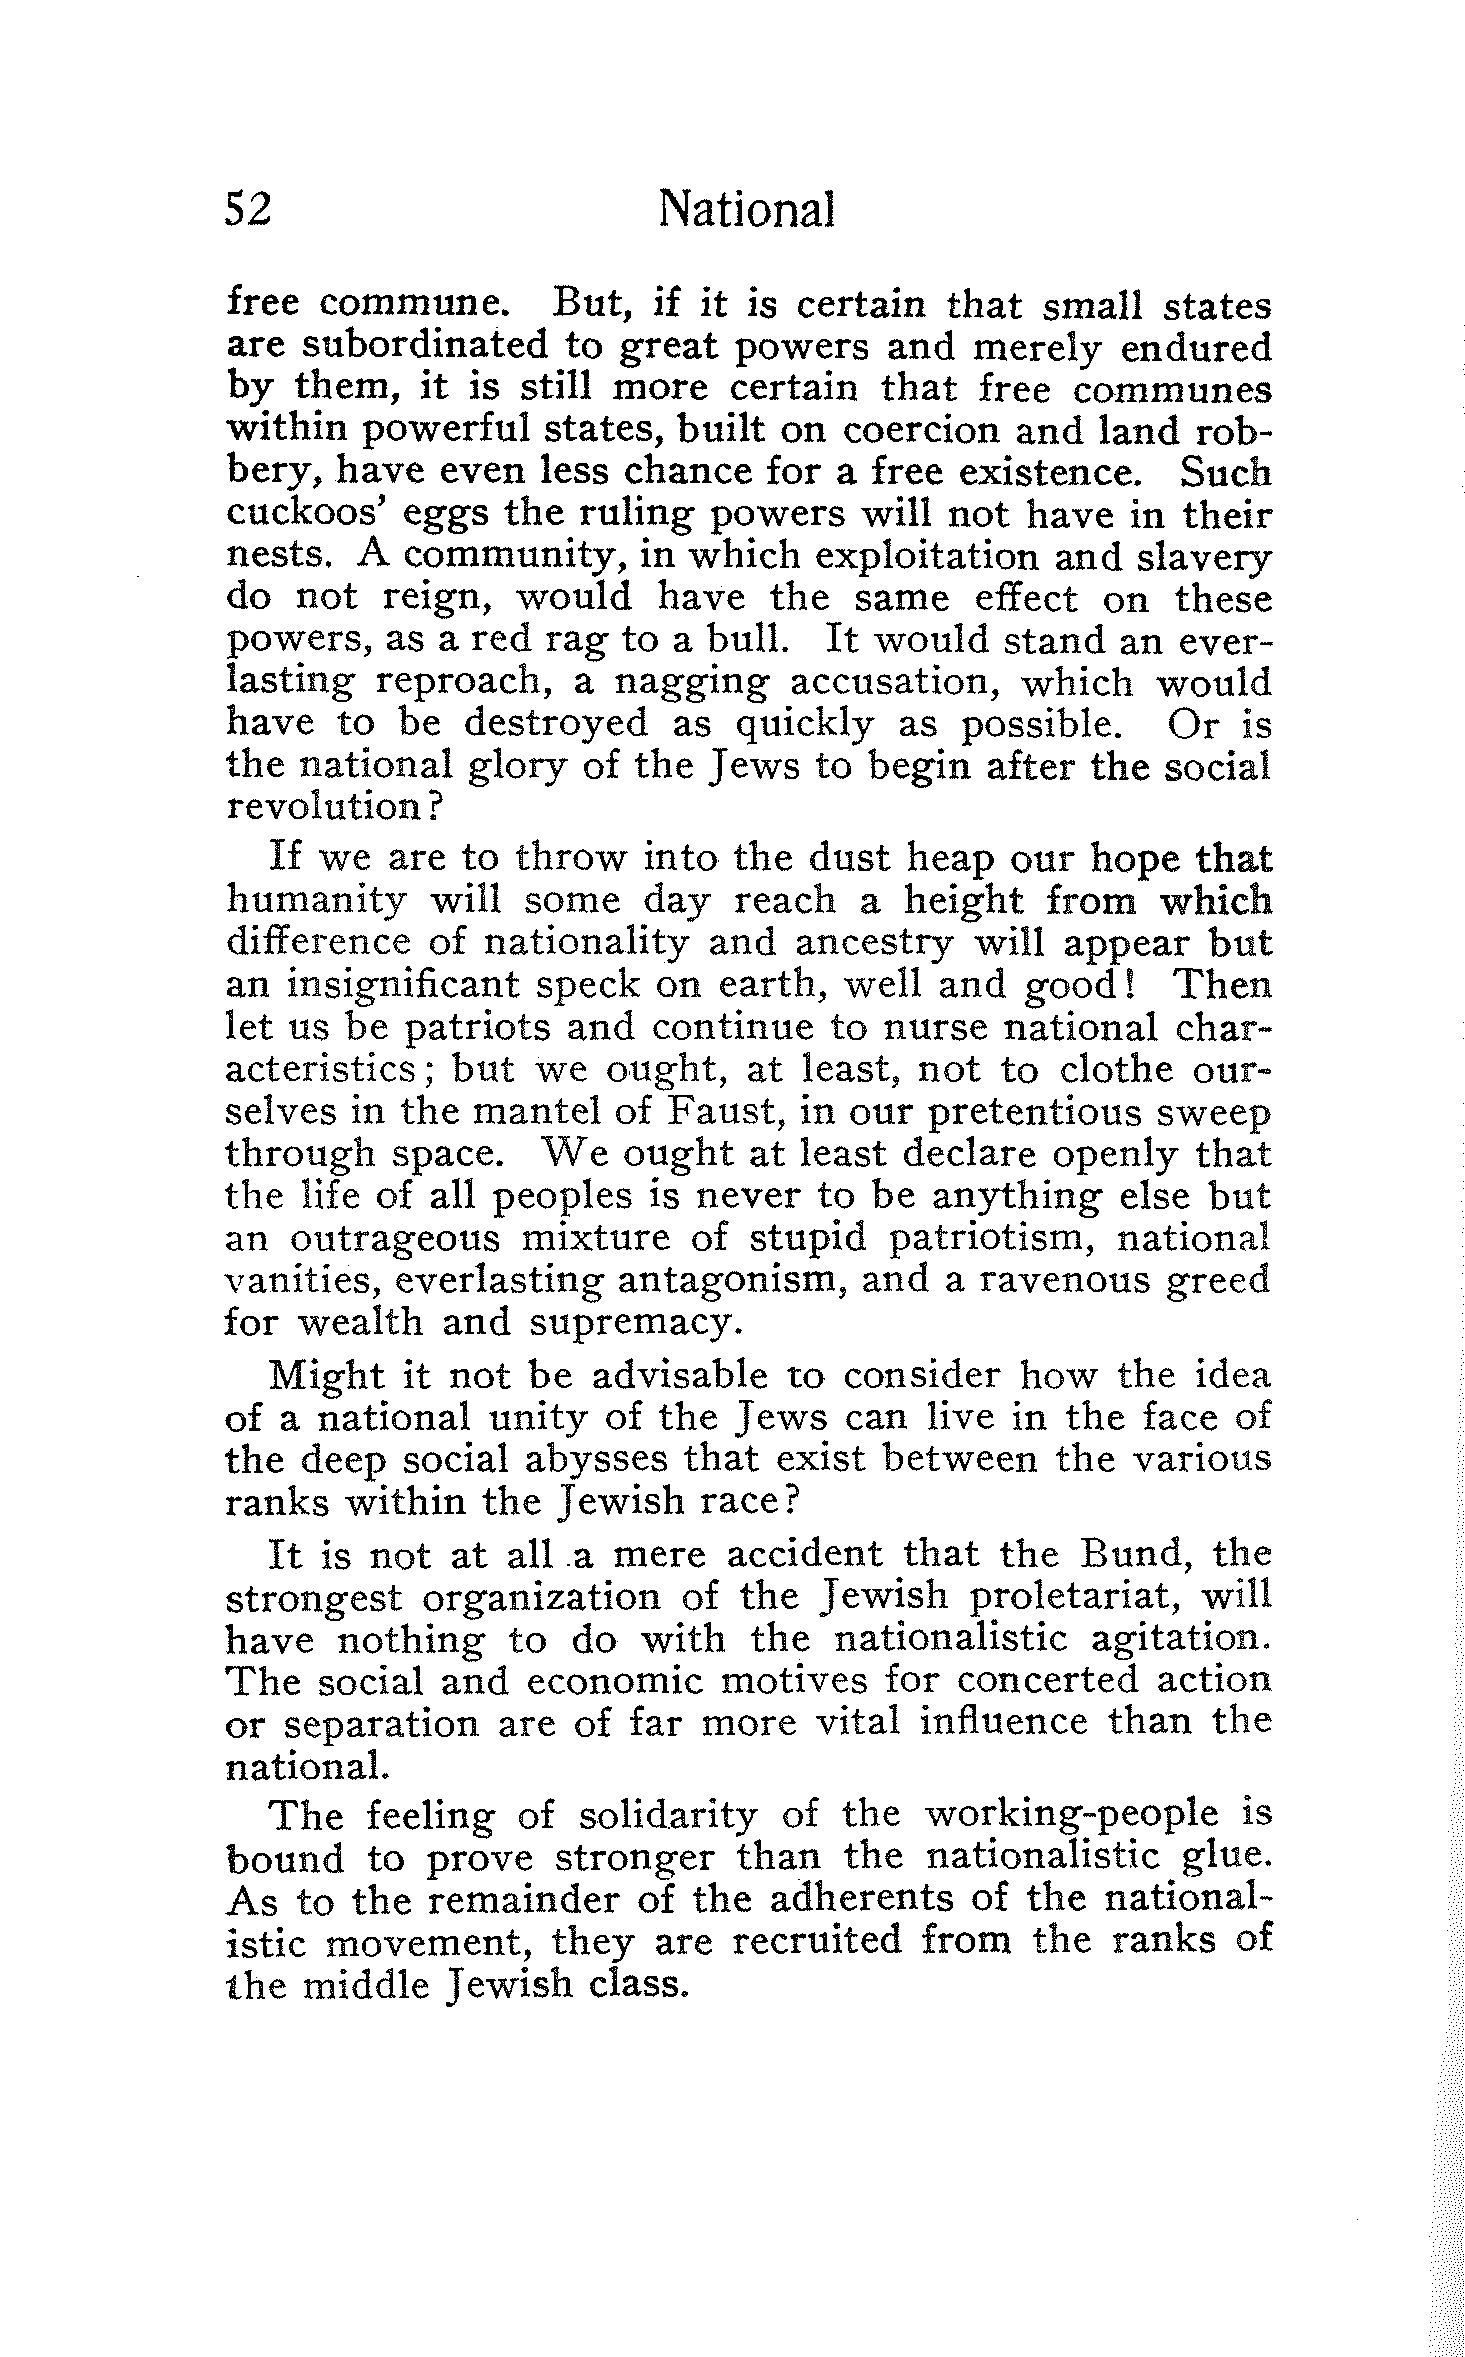 52 National
free commune. But, if it is certain that small states
are subordinated to great powers and merely endured
by them, it is still more certain that free communes
within powerful states, built on coercion and land rob-
bery, have even less chance for a free existence. Such
cuckoos' eggs the ruling powers will not have in their
nests. A community, in which exploitation and slavery
do not reign, would have the same effect on these
powers, as a red rag to a bull. It would stand an ever-
lasting reproach, a nagging accusation, which would
have to be destroyed as quickly as possible. Or is
the national glory of the Jews to begin after the social
revolution?
If we are to throw into the dust heap our hope that
humanity will some day reach a height from which
difference of nationality and ancestry will appear but
an insignificant speck on earth, well and good! Then
let us be patriots and continue to nurse national char-
acteristics; but we ought, at least, not to clothe our-
selves in the mantel of Faust, in our pretentious sweep
through space. We ought at least declare openly that
the life of all peoples is never to be anything else but
an outrageous mixture of stupid patriotism, national
vanities, everlasting antagonism, and a ravenous greed
for wealth and supremacy.
Might it not be advisable to consider how the idea
of a national unity of the Jews can live in the face of
the deep social abysses that exist between the various
ranks within the Jewish race?
It is not at all a mere accident that the Bund, the
strongest organization of the Jewish proletariat, will
have nothing to do with the nationalistic agitation.
The social and economic motives for concerted action
or separation are of far more vital influence than the
national.
The feeling of solidarity of the working-people is
bound to prove stronger than the nationalistic glue.
As to the remainder of the adherents of the national-
istic movement, they are recruited from the ranks of
the middle Jewish class.